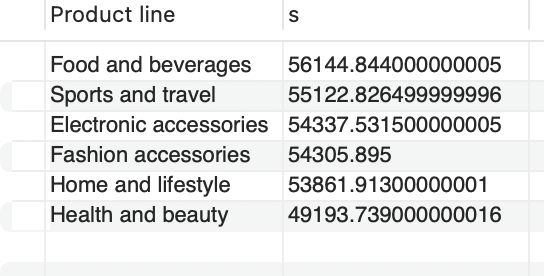 Product line s
Food and beverages 56144.844000000005
Sports and travel 55122.826499999996
Electronic accessories 54337.531500000005
Fashion accessories 54305.895
Home and lifestyle 53861.91300000001
Health and beauty 49193.739000000016